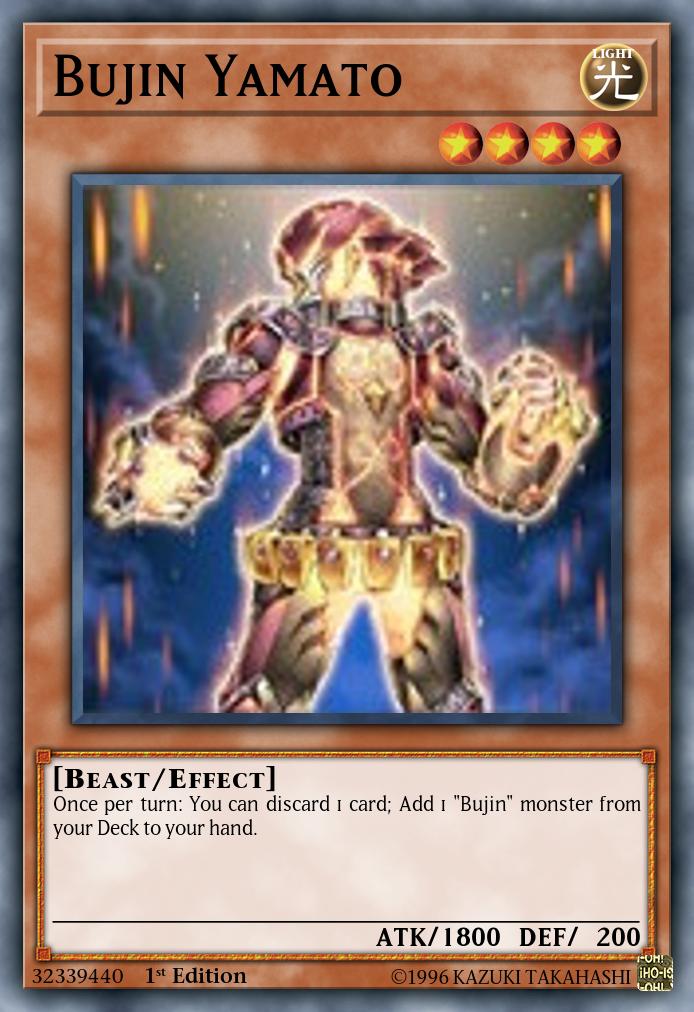 Bujin Yamato
LIGHT
光
[Beast/Effect]
Once per turn: You can discard 1 card; Add 1 "Bujin" monster from
your Deck to your hand.
ATK/1800 DEF/ 200
32339440 1st Edition ©1996 KAZUKI TAKAHASHI